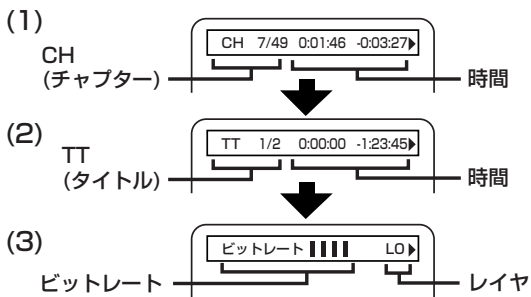 (1)
CH 7/49 0:01:46 -0:03:27
CH
(チャプター)
時間
(2)
TT 1/2 0:00:00 -1:23:45
TT
(タイトル)
時間
(3)
ビットレート L0
ビットレート
レイヤ